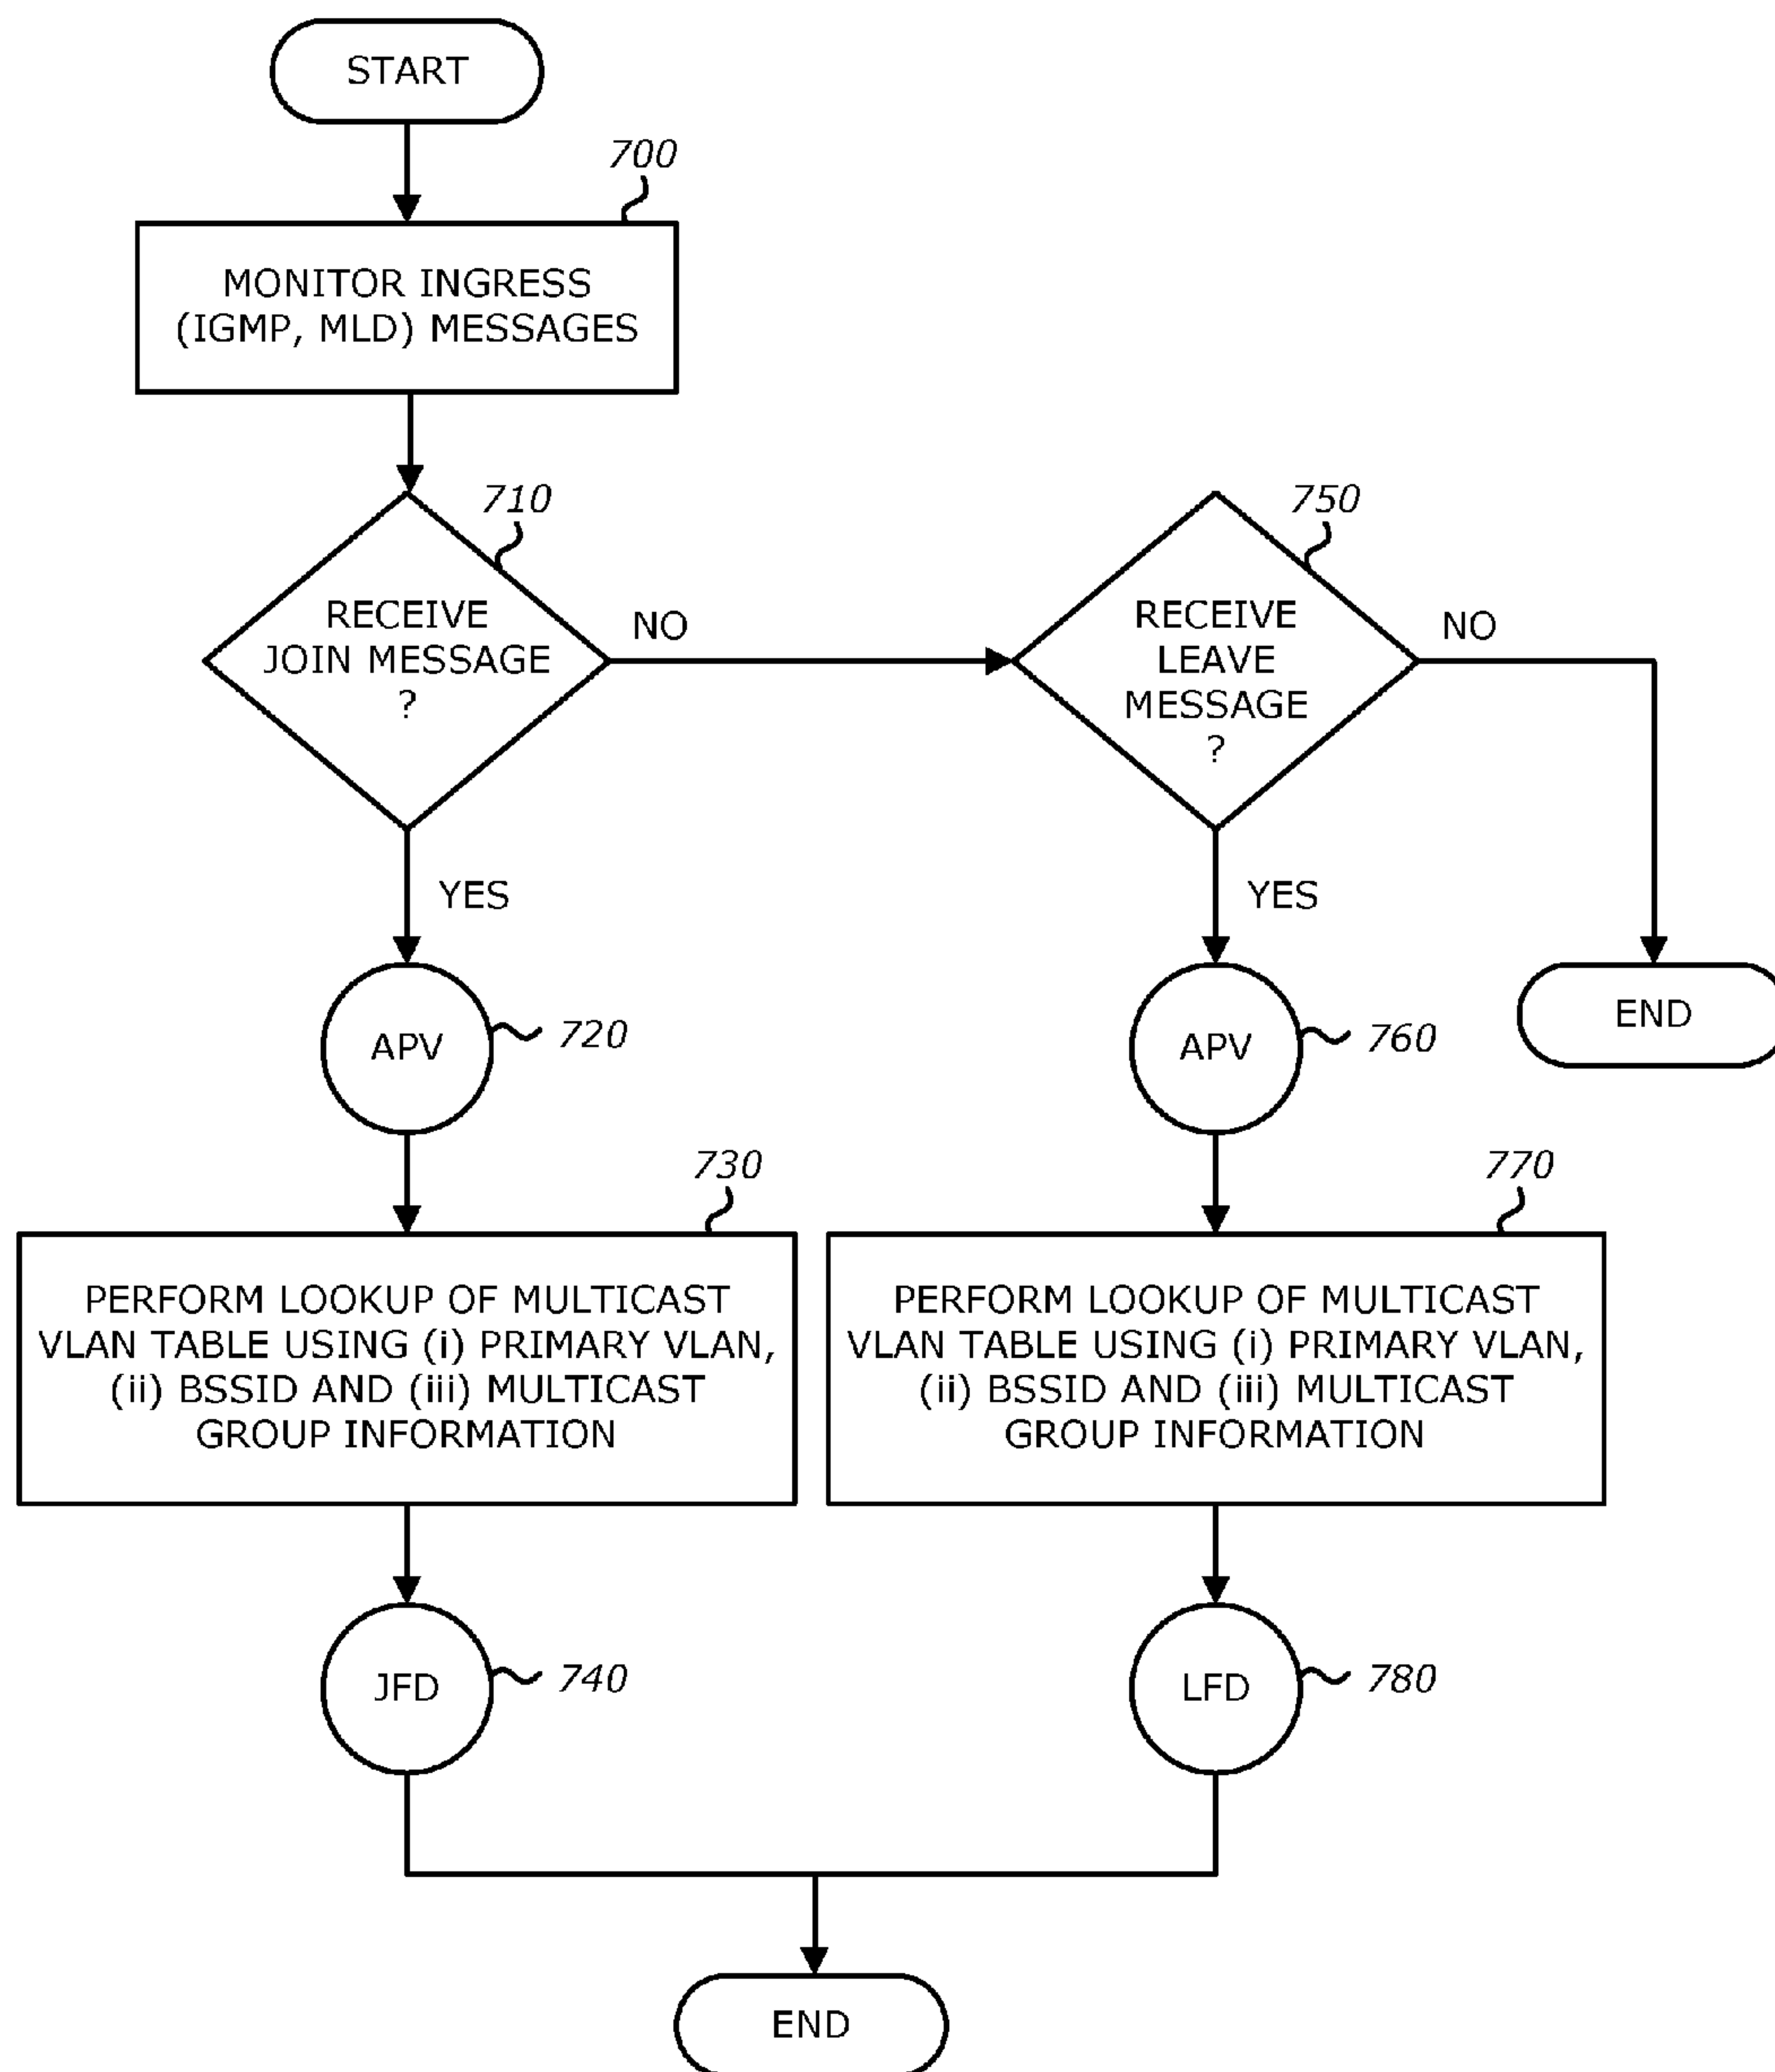 START
700
MONITOR INGRESS
(IGMP, MLD) MESSAGES
710
RECEIVE
JOIN MESSAGE
?
NO
750
RECEIVE
LEAVE
MESSAGE
?
NO
YES
YES
APV
720
APV
760
END
730
PERFORM LOOKUP OF MULTICAST
VLAN TABLE USING (i) PRIMARY VLAN,
(ii) BSSID AND (iii) MULTICAST
GROUP INFORMATION
770
PERFORM LOOKUP OF MULTICAST
VLAN TABLE USING (i) PRIMARY VLAN,
(ii) BSSID AND (iii) MULTICAST
GROUP INFORMATION
JFD
740
LFD
780
END